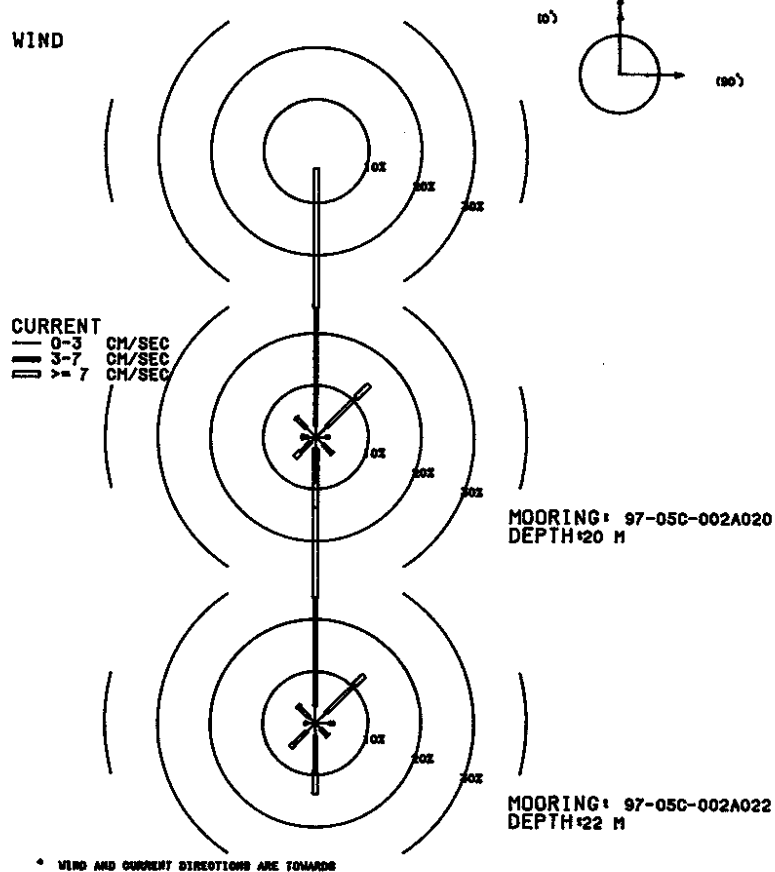 WIND
(0°)
(90°)
10%
20%
30%
CURRENT
0-3 CM/SEC
3-7 CM/SEC
>= 7 CM/SEC
10%
20%
30%
MOORING: 97-05C-002A020
DEPTH:20 M
10%
20%
30%
MOORING: 97-05C-002A022
DEPTH:22 M
* WIND AND CURRENT DIRECTIONS ARE TOWARDS